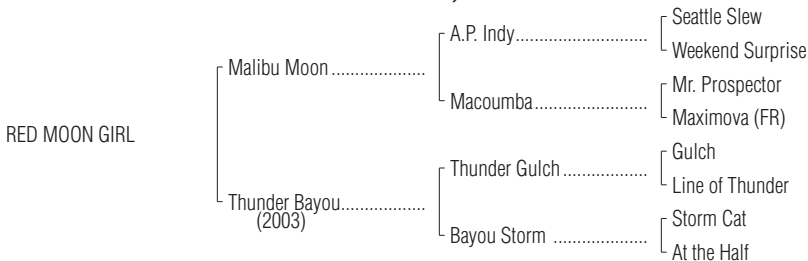 Seattle Slew
A.P. Indy..............................
Weekend Surprise
Malibu Moon ....................
Mr. Prospector
Macoumba.........................
Maximova (FR)
RED MOON GIRL
Gulch
Thunder Gulch ..................
Line of Thunder
Thunder Bayou..................
(2003)
Storm Cat
Bayou Storm ....................
At the Half